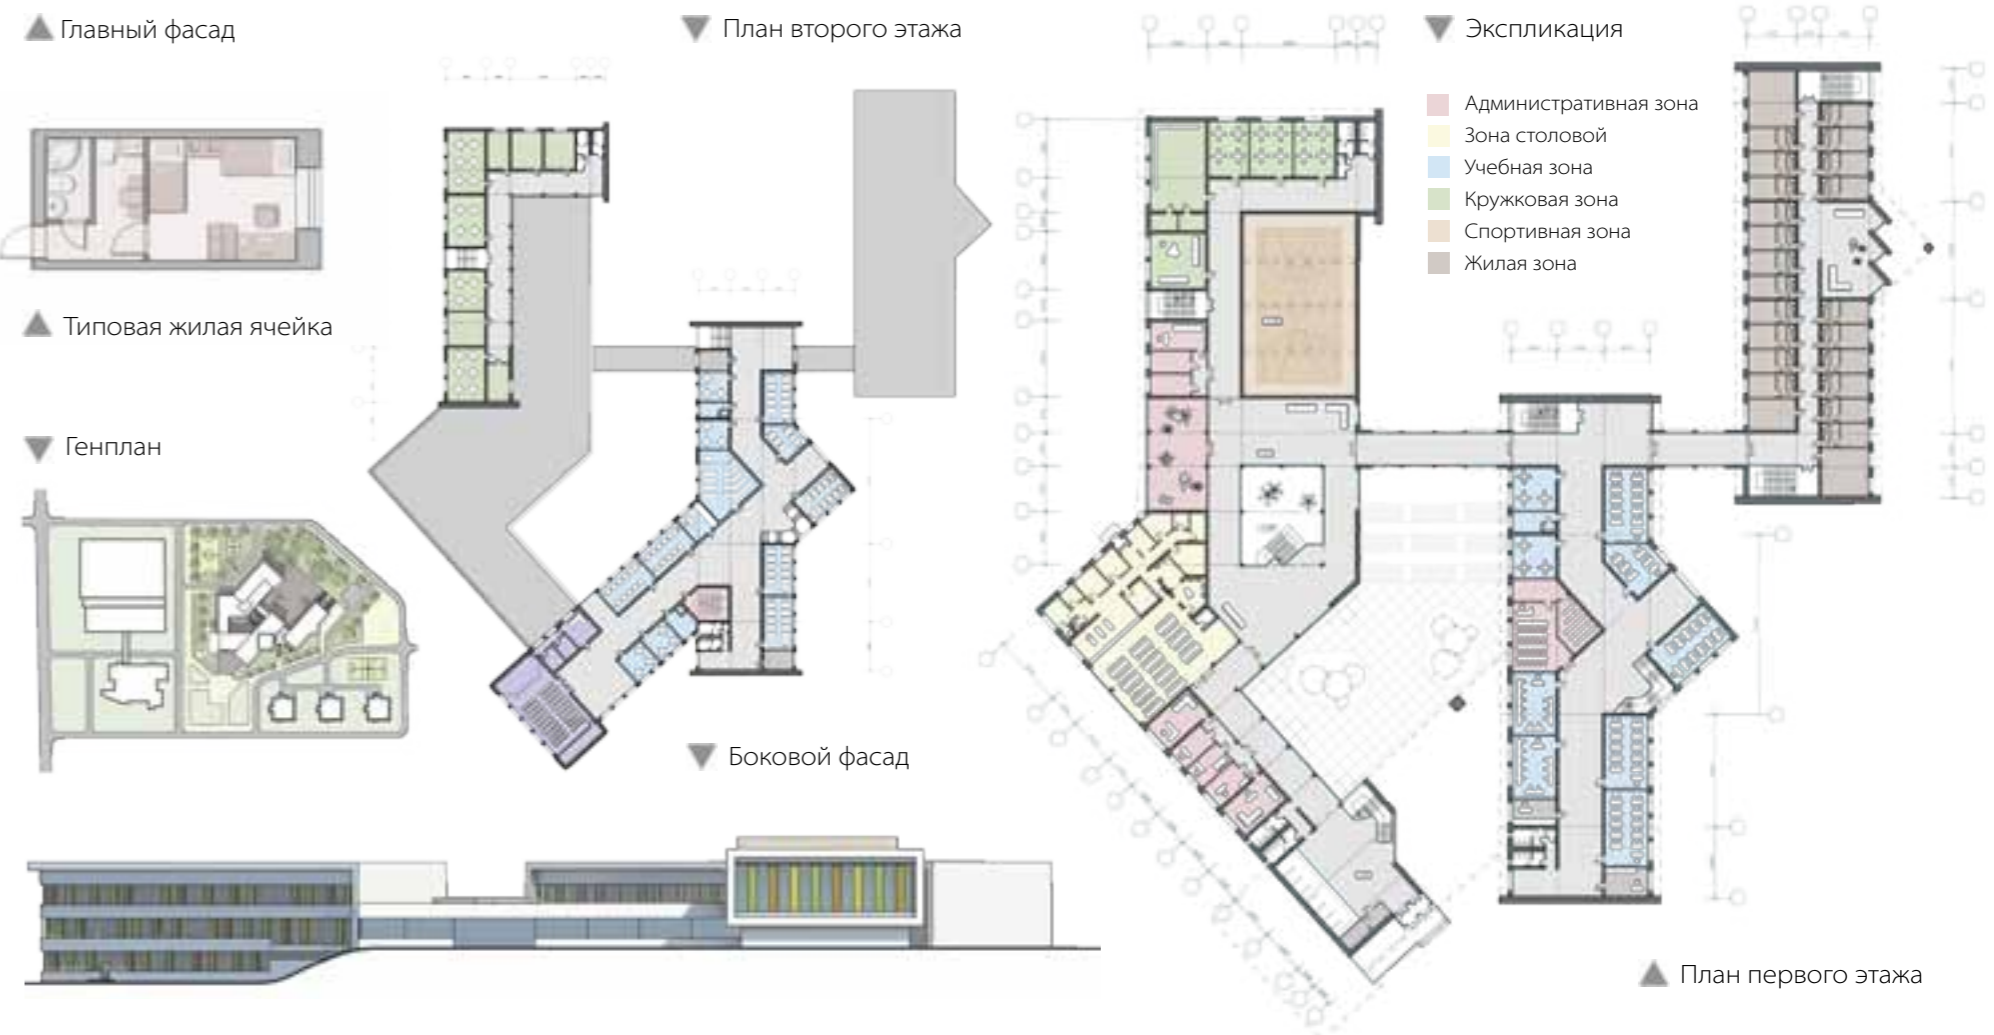 Главный фасад
План второго этажа
Экспликация
Административная зона
Зона столовой
Учебная зона
Кружковая зона
Спортивная зона
Жилая зона
Типовая жилая ячейка
Генплан
Боковой фасад
План первого этажа